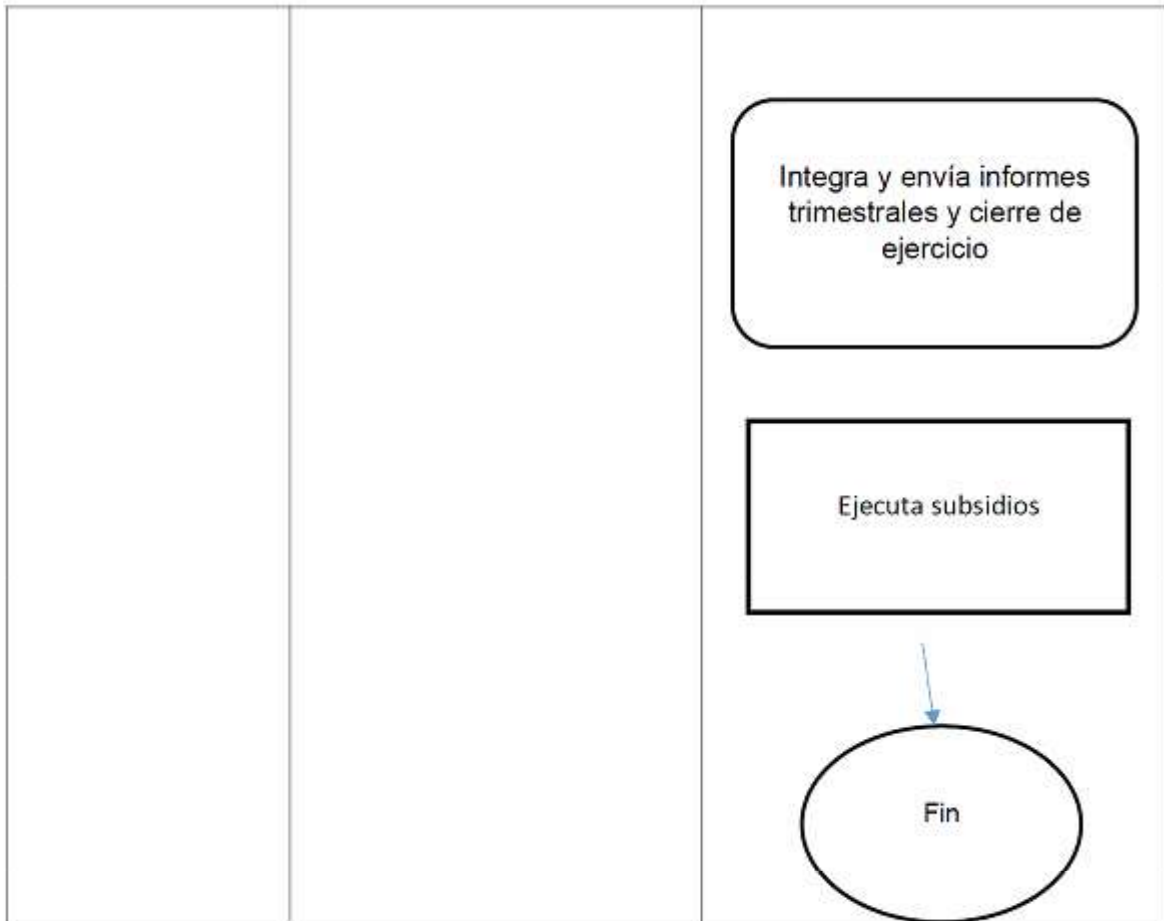 Integra y envía informes
trimestrales y cierre de
ejercicio
Ejecuta subsidios
Fin